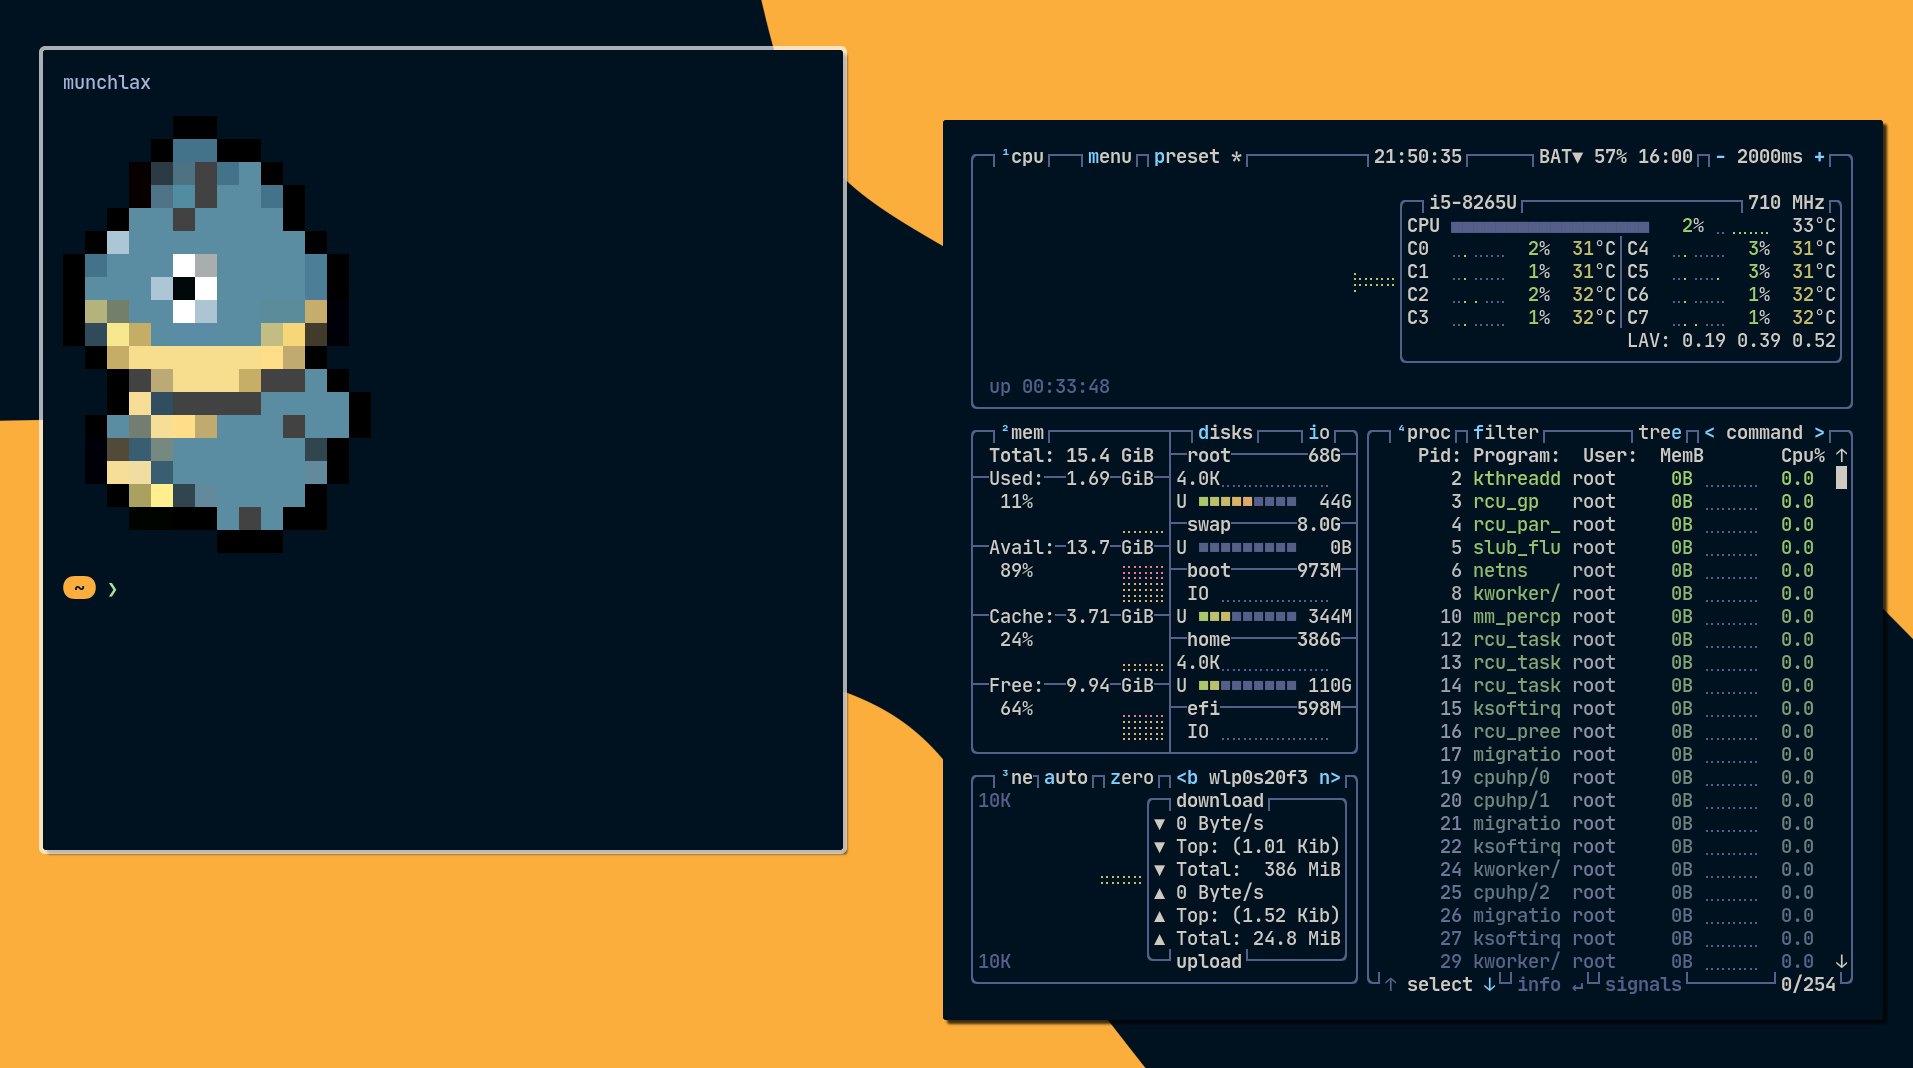 munchlax
~ ❯
¹cpu menu preset * 21:50:35 BAT▼ 57% 16:00 - 2000ms +
i5-8265U 710 MHz
CPU 2% 33°C
C0 2% 31°C C4 3% 31°C
C1 1% 31°C C5 3% 31°C
C2 2% 32°C C6 1% 32°C
C3 1% 32°C C7 1% 32°C
LAV: 0.19 0.39 0.52
up 00:33:48
²mem disks io
Total: 15.4 GiB
Used: 1.69 GiB
11%
Avail: 13.7 GiB
89%
Cache: 3.71 GiB
24%
Free: 9.94 GiB
64%
root 68G
4.0K
U 44G
swap 8.0G
U 0B
boot 973M
IO
U 344M
home 386G
4.0K
U 110G
efi 598M
IO
³ne auto zero <b wlp0s20f3 n>
10K
download
▼ 0 Byte/s
▼ Top: (1.01 Kib)
▼ Total: 386 MiB
▲ 0 Byte/s
▲ Top: (1.52 Kib)
▲ Total: 24.8 MiB
10K
upload
⁴proc filter tree < command >
Pid: Program: User: MemB Cpu% ↑
2 kthreadd root 0B 0.0
3 rcu_gp root 0B 0.0
4 rcu_par_ root 0B 0.0
5 slub_flu root 0B 0.0
6 netns root 0B 0.0
8 kworker/ root 0B 0.0
10 mm_percp root 0B 0.0
12 rcu_task root 0B 0.0
13 rcu_task root 0B 0.0
14 rcu_task root 0B 0.0
15 ksoftirq root 0B 0.0
16 rcu_pree root 0B 0.0
17 migratio root 0B 0.0
19 cpuhp/0 root 0B 0.0
20 cpuhp/1 root 0B 0.0
21 migratio root 0B 0.0
22 ksoftirq root 0B 0.0
24 kworker/ root 0B 0.0
25 cpuhp/2 root 0B 0.0
26 migratio root 0B 0.0
27 ksoftirq root 0B 0.0
29 kworker/ root 0B 0.0 ↓
↑ select ↓ info ↵ signals 0/254